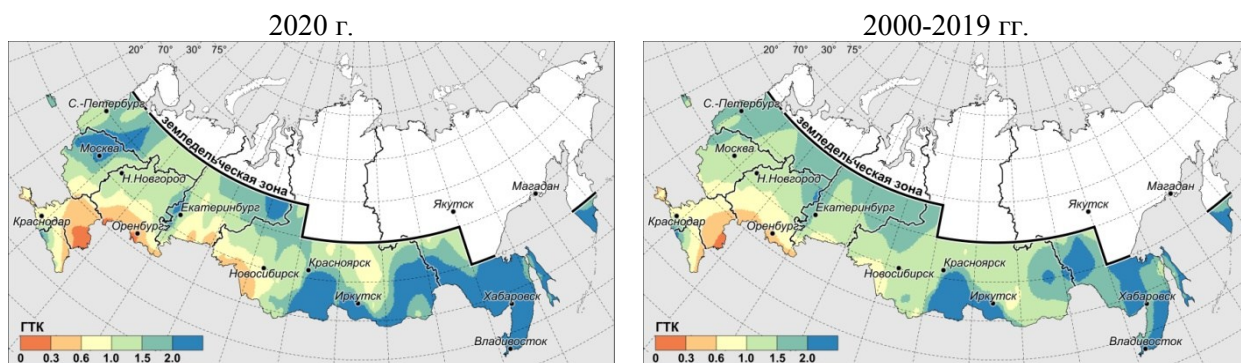 2020 г.
20° 70° 30° 75°
С.-Петербург
земледельческая зона
Москва
Н.Новгород
Магадан
Якутск
Краснодар
Екатеринбург
Оренбург
Новосибирск
Красноярск
Иркутск
Хабаровск
Владивосток
ГТК
0 0.3 0.6 1.0 1.5 2.0
2000-2019 гг.
20° 70° 30° 75°
С.-Петербург
земледельческая зона
Москва
Н.Новгород
Магадан
Якутск
Краснодар
Екатеринбург
Оренбург
Новосибирск
Красноярск
Иркутск
Хабаровск
Владивосток
ГТК
0 0.3 0.6 1.0 1.5 2.0